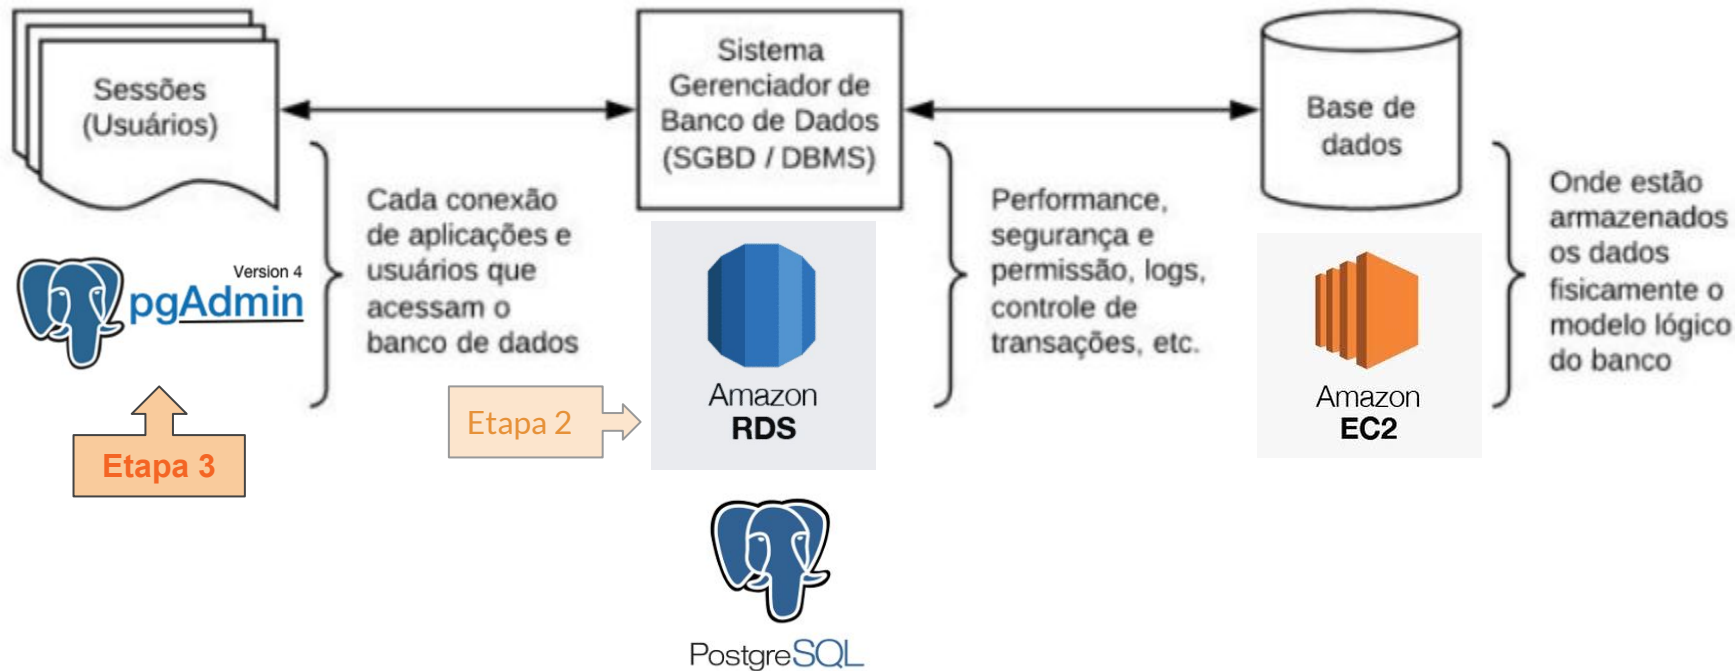 Sessões
(Usuários)
Sistema
Gerenciador de
Banco de Dados
(SGBD / DBMS)
Base de
dados
Cada conexão
de aplicações e
usuários que
acessam o
banco de dados
Performance,
segurança e
permissão, logs,
controle de
transações, etc.
Onde estão
armazenados
os dados
fisicamente o
modelo lógico
do banco
Version 4
pgAdmin
Etapa 3
Etapa 2
Amazon
RDS
Amazon
EC2
PostgreSQL